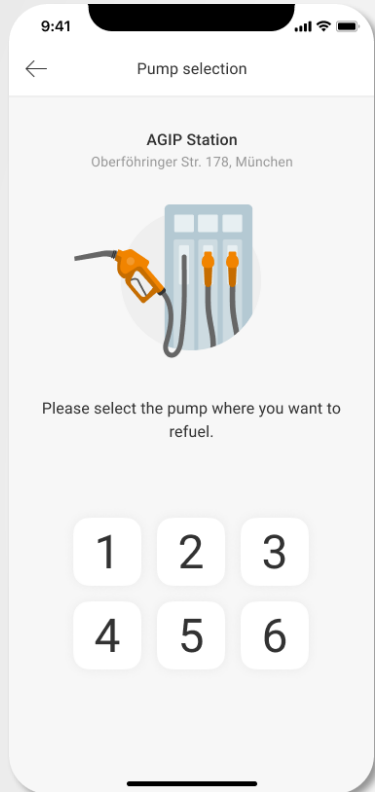 9:41
Pump selection
AGIP Station
Oberföhringer Str. 178, München
Please select the pump where you want to
refuel.
1 2 3
4 5 6